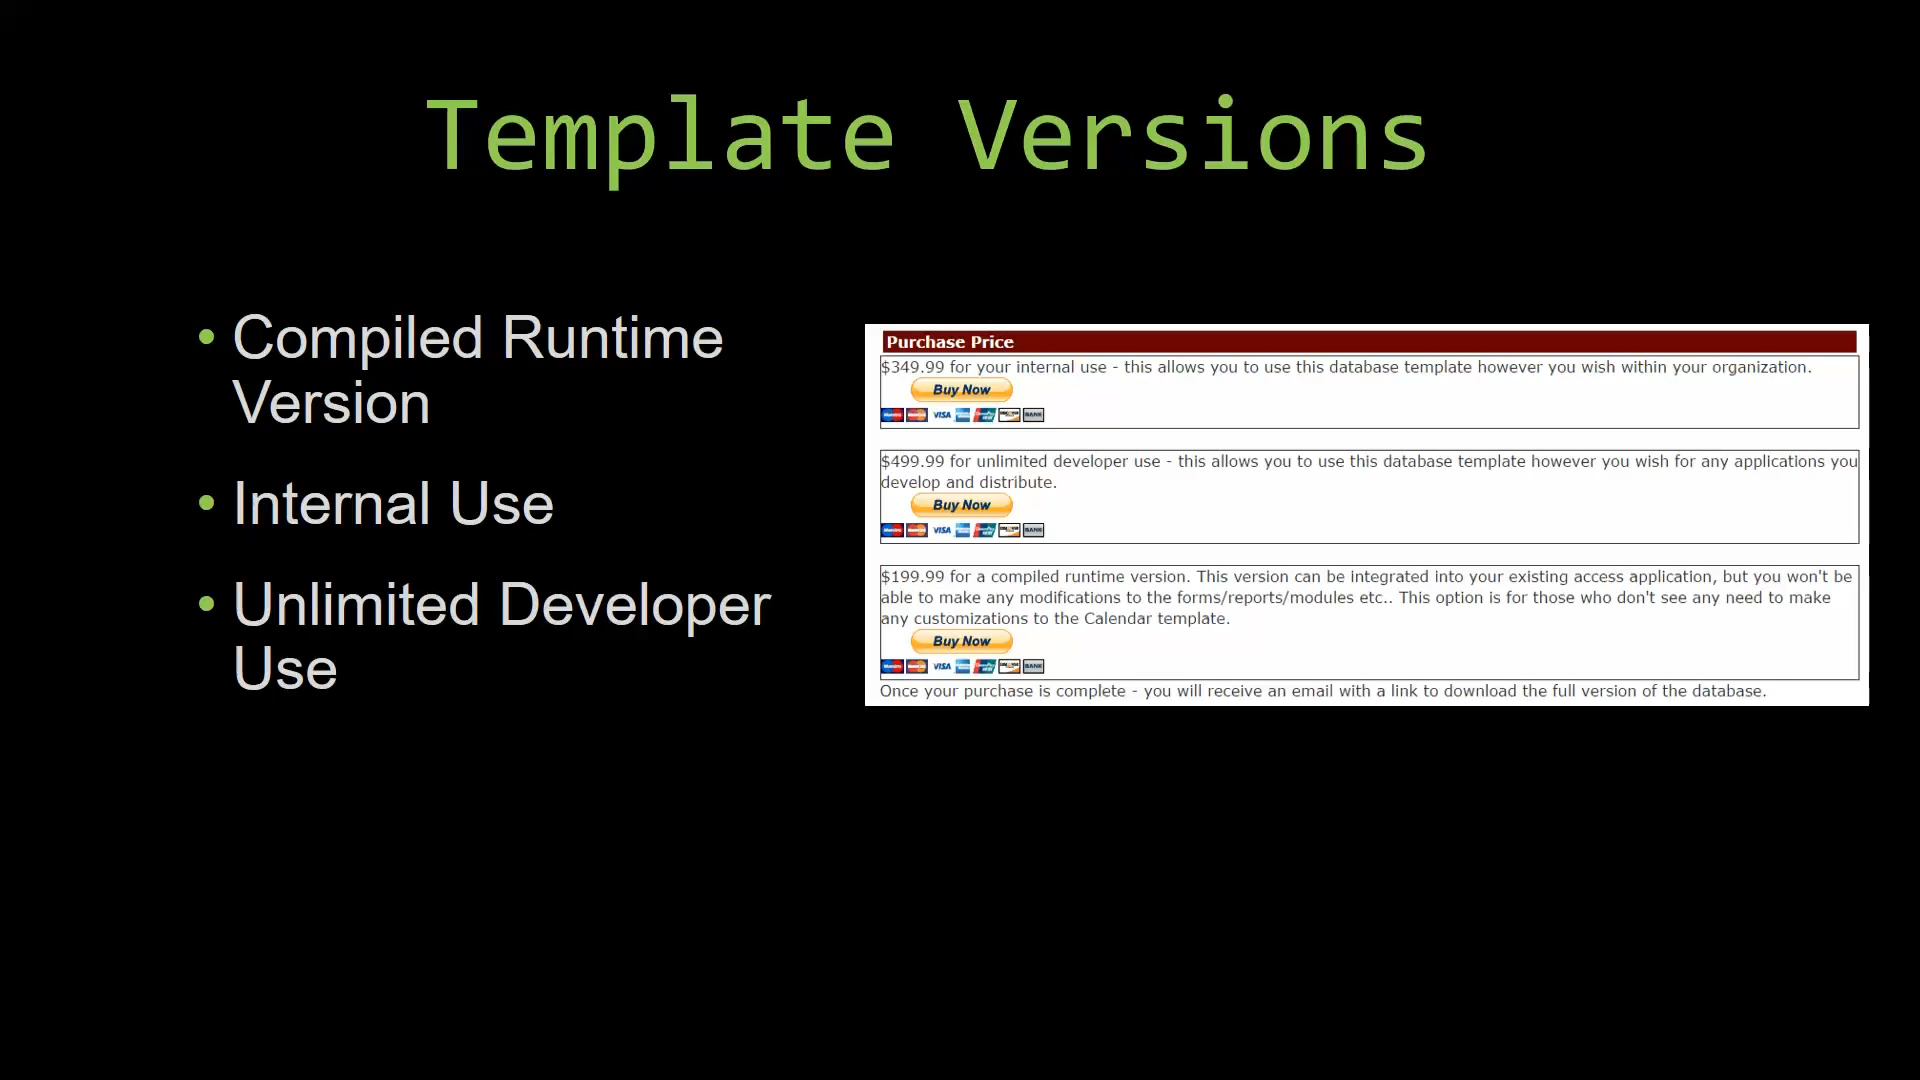 Template Versions
• Compiled Runtime
Version
• Internal Use
• Unlimited Developer
Use
Purchase Price
$349.99 for your internal use - this allows you to use this database template however you wish within your organization.
Buy Now
VISA BANK
$499.99 for unlimited developer use - this allows you to use this database template however you wish for any applications you
develop and distribute.
Buy Now
VISA BANK
$199.99 for a compiled runtime version. This version can be integrated into your existing access application, but you won't be
able to make any modifications to the forms/reports/modules etc.. This option is for those who don't see any need to make
any customizations to the Calendar template.
Buy Now
VISA BANK
Once your purchase is complete - you will receive an email with a link to download the full version of the database.